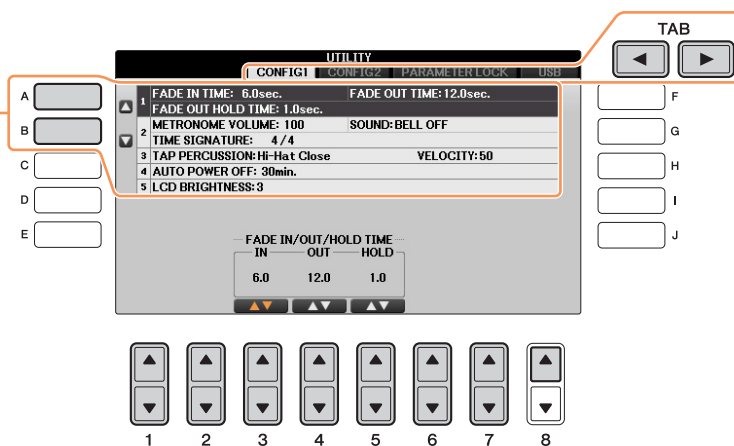 TAB
UTILITY
CONFIG1 CONFIG2 PARAMETER LOCK USB
A
1 FADE IN TIME: 6.0sec. FADE OUT TIME:12.0sec.
FADE OUT HOLD TIME: 1.0sec.
F
B
2 METRONOME VOLUME: 100 SOUND:BELL OFF
TIME SIGNATURE: 4/4
G
C
3 TAP PERCUSSION:Hi-Hat Close VELOCITY:50
H
4 AUTO POWER OFF: 30min.
5 LCD BRIGHTNESS:3
D
I
E
J
FADE IN/OUT/HOLD TIME
IN OUT HOLD
6.0 12.0 1.0
1 2 3 4 5 6 7 8